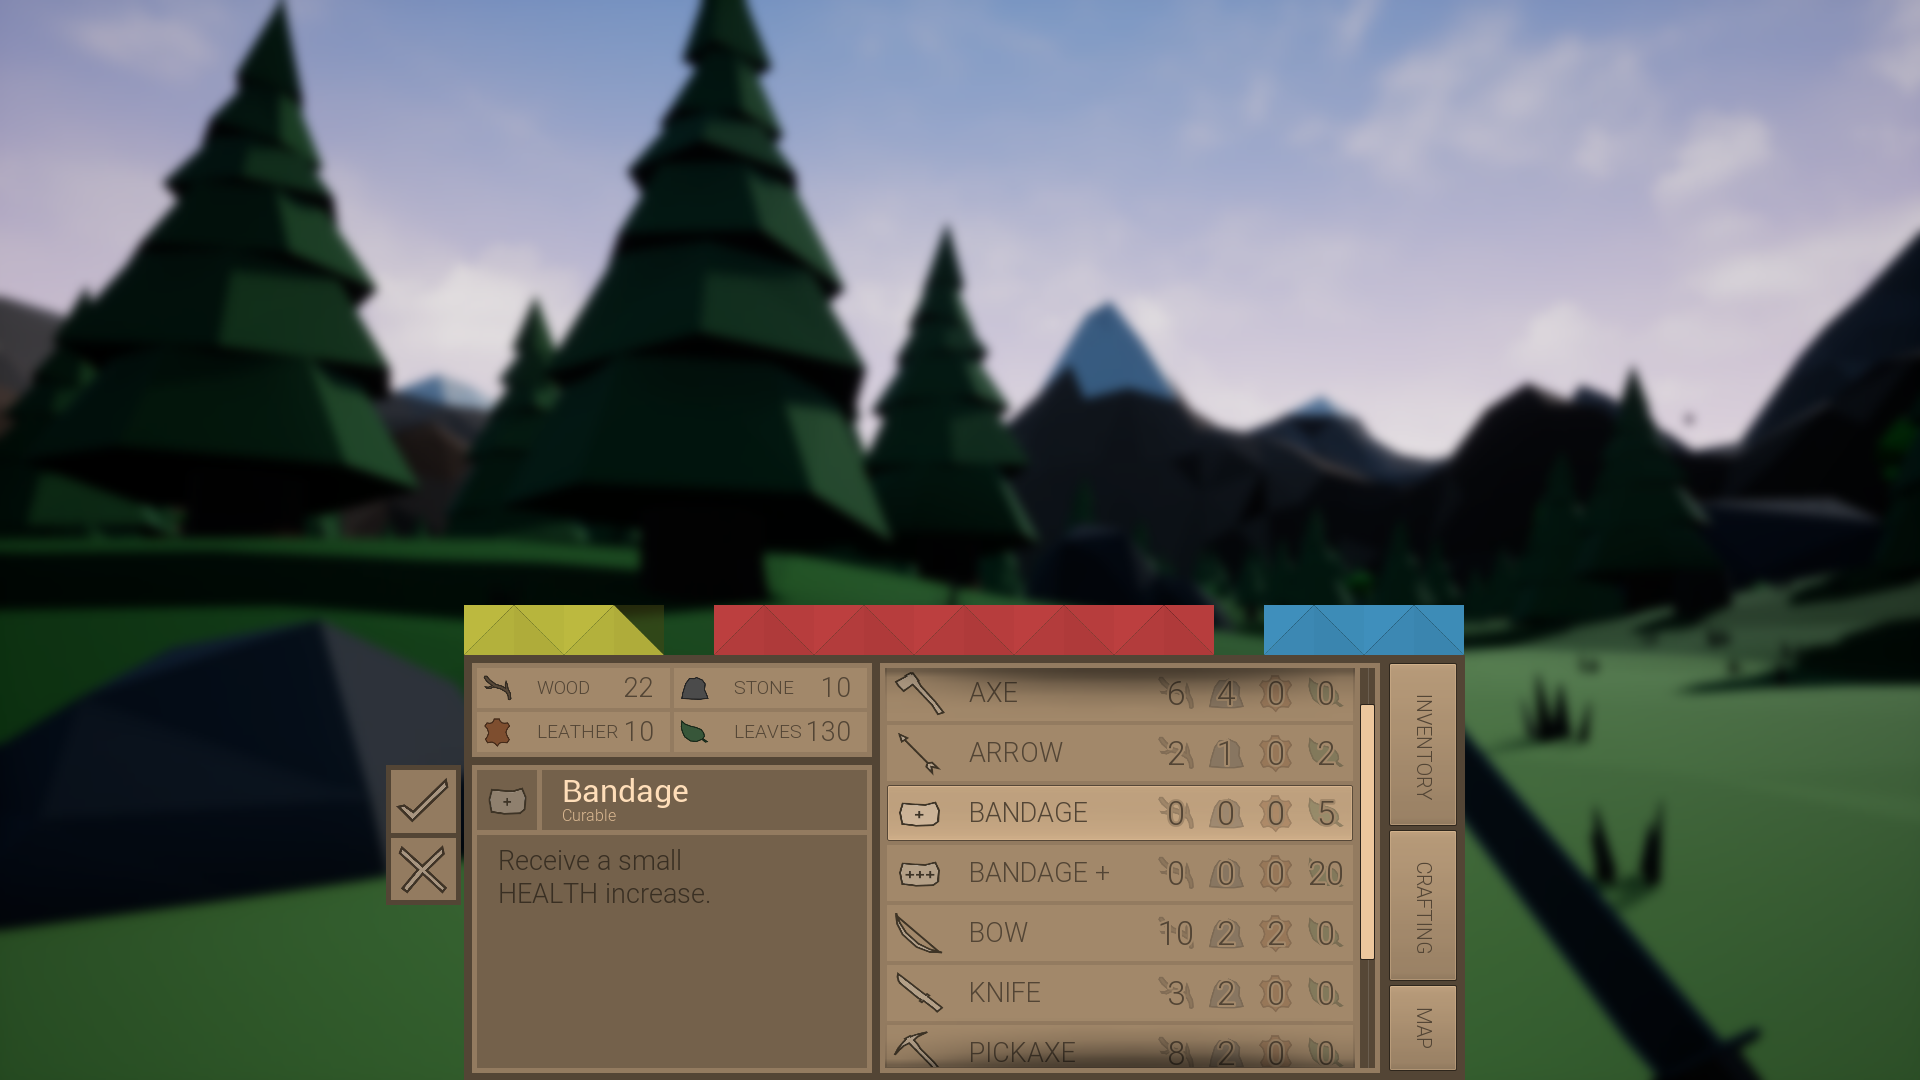 WOOD 22 STONE 10
LEATHER 10 LEAVES 130
Bandage
Curable
Receive a small
HEALTH increase.
AXE 6 4 0 0
ARROW 2 1 0 2
BANDAGE 0 0 0 5
BANDAGE + 0 0 0 20
BOW 10 2 2 0
KNIFE 3 2 0 0
PICKAXE 8 2 0 0
INVENTORY
CRAFTING
MAP